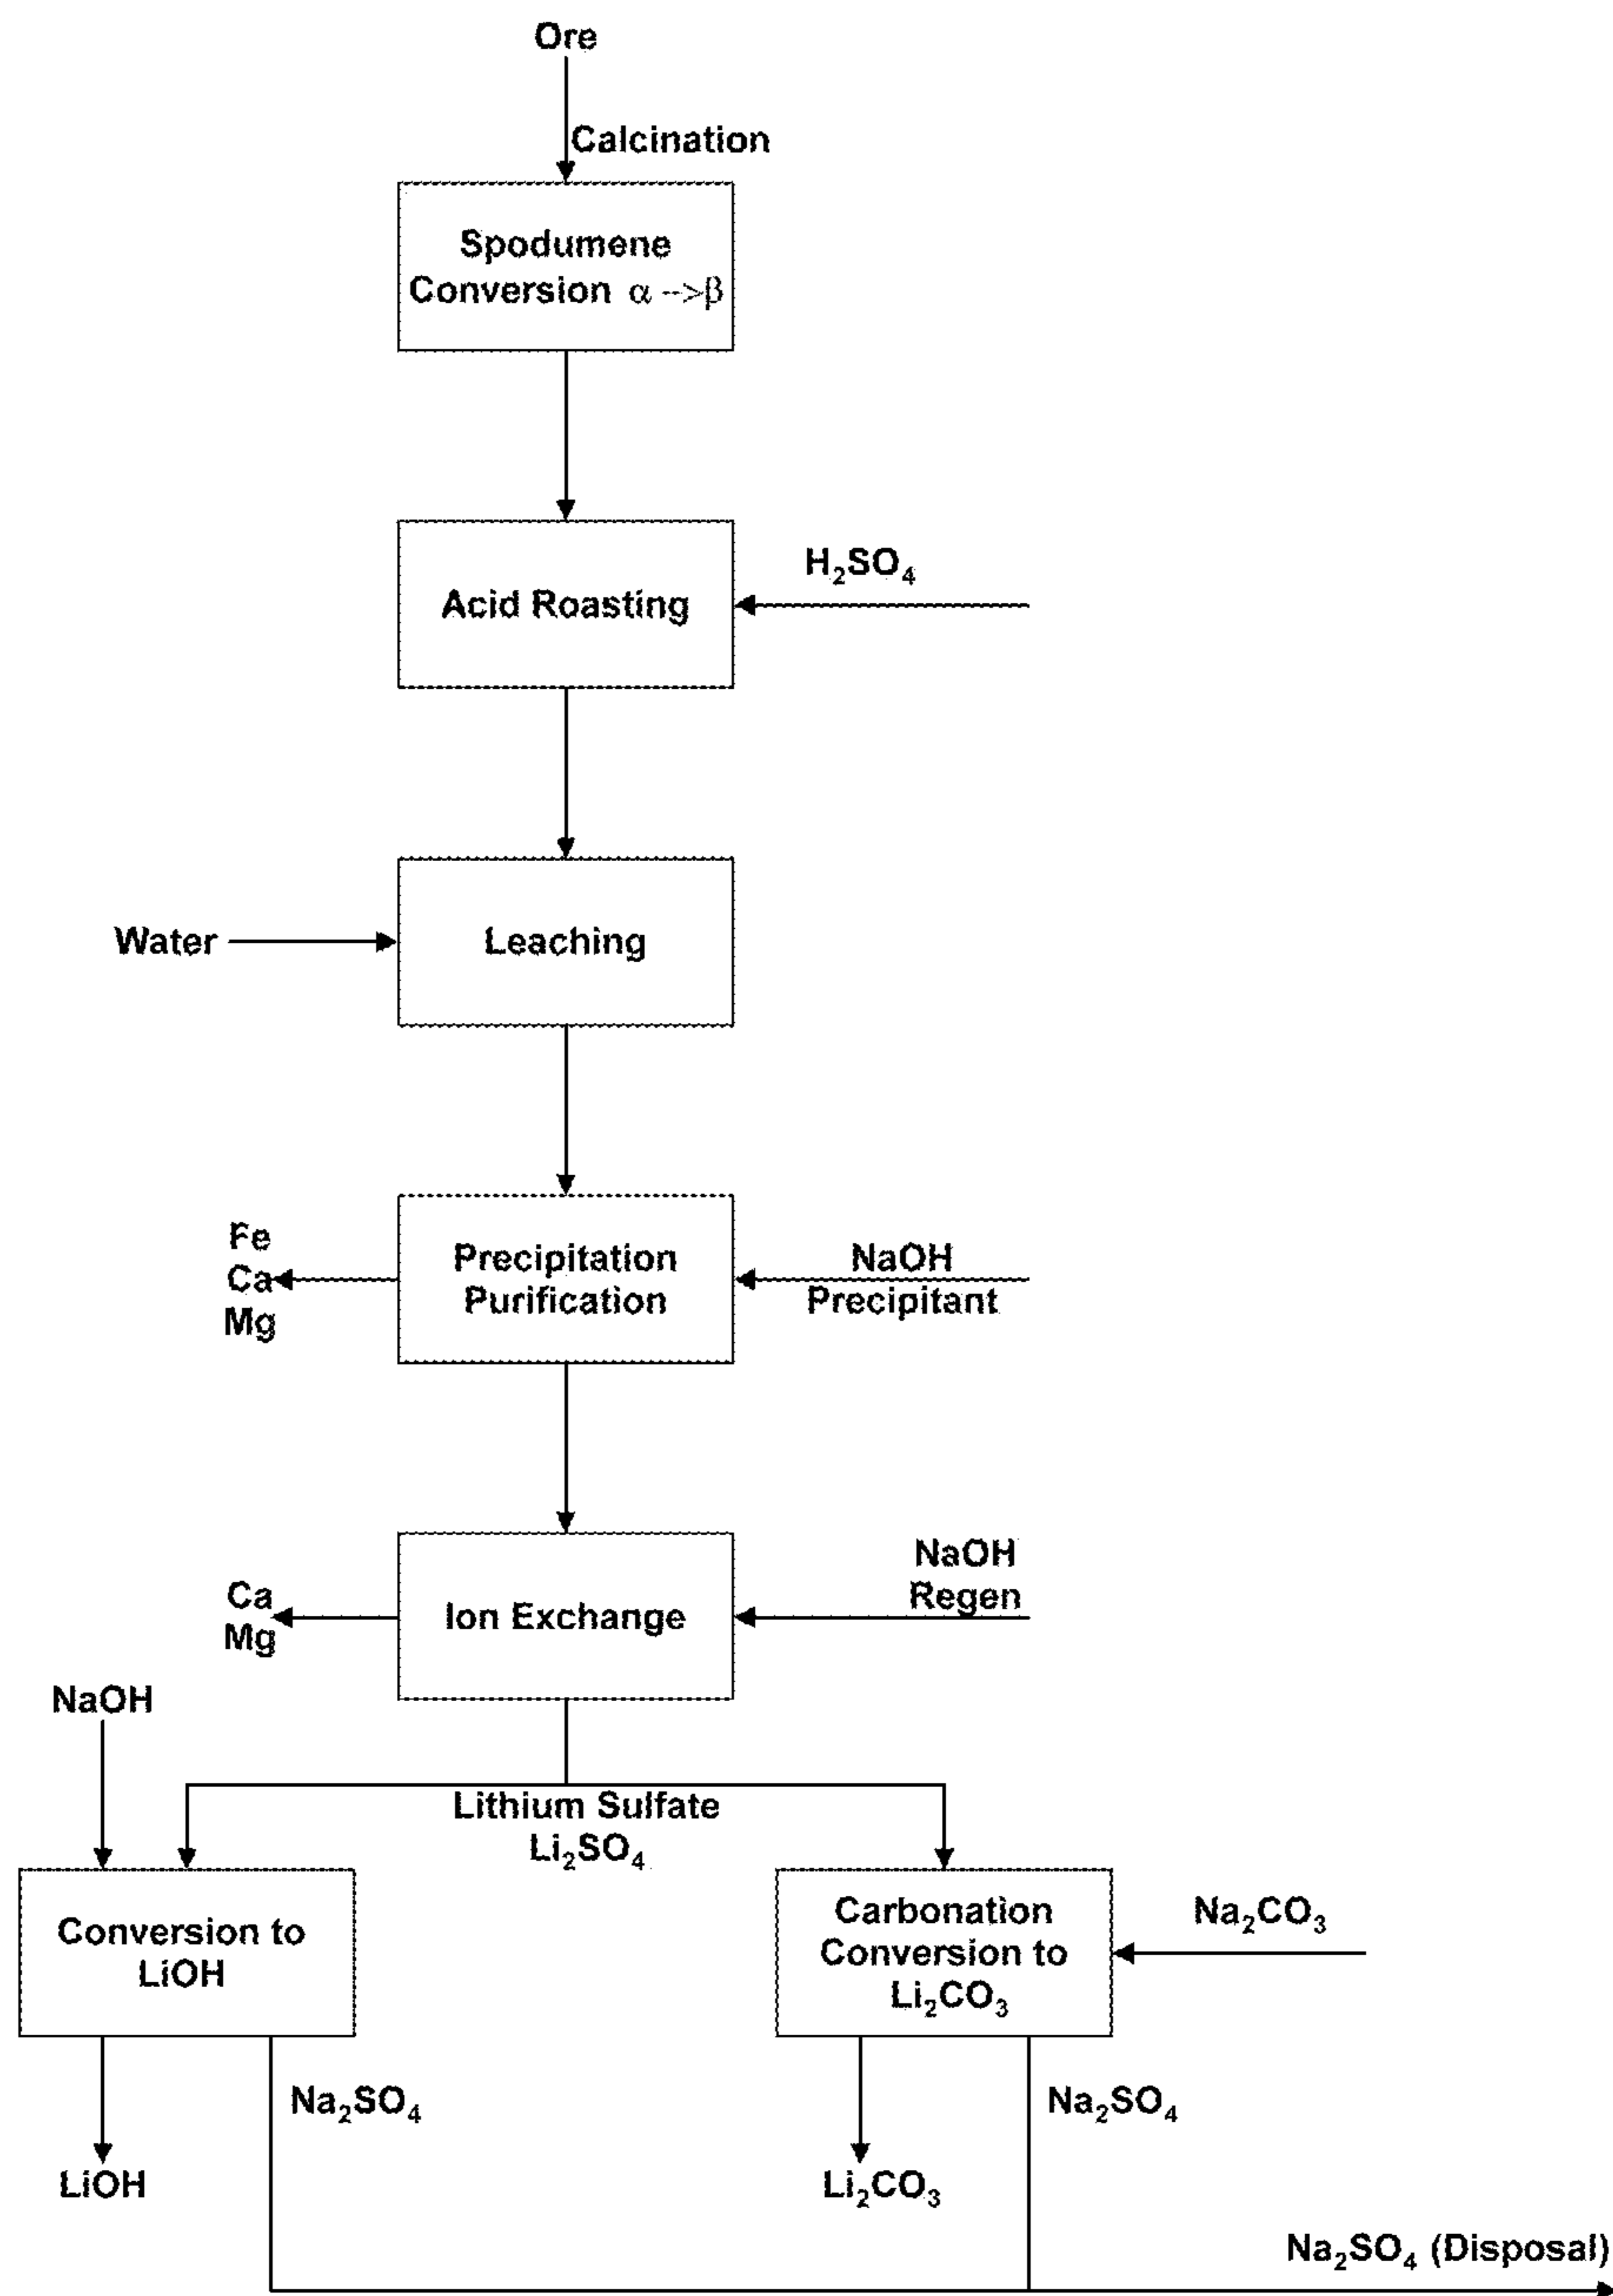 Ore
Calcination
Spodumene
Conversion α -->β
H₂SO₄
Acid Roasting
Water
Leaching
Fe
Ca
Mg
Precipitation
Purification
NaOH
Precipitant
Ca
Mg
Ion Exchange
NaOH
Regen
NaOH
Lithium Sulfate
Li₂SO₄
Conversion to
LiOH
Carbonation
Conversion to
Li₂CO₃
Na₂CO₃
Na₂SO₄
Na₂SO₄
LiOH
Li₂CO₃
Na₂SO₄ (Disposal)